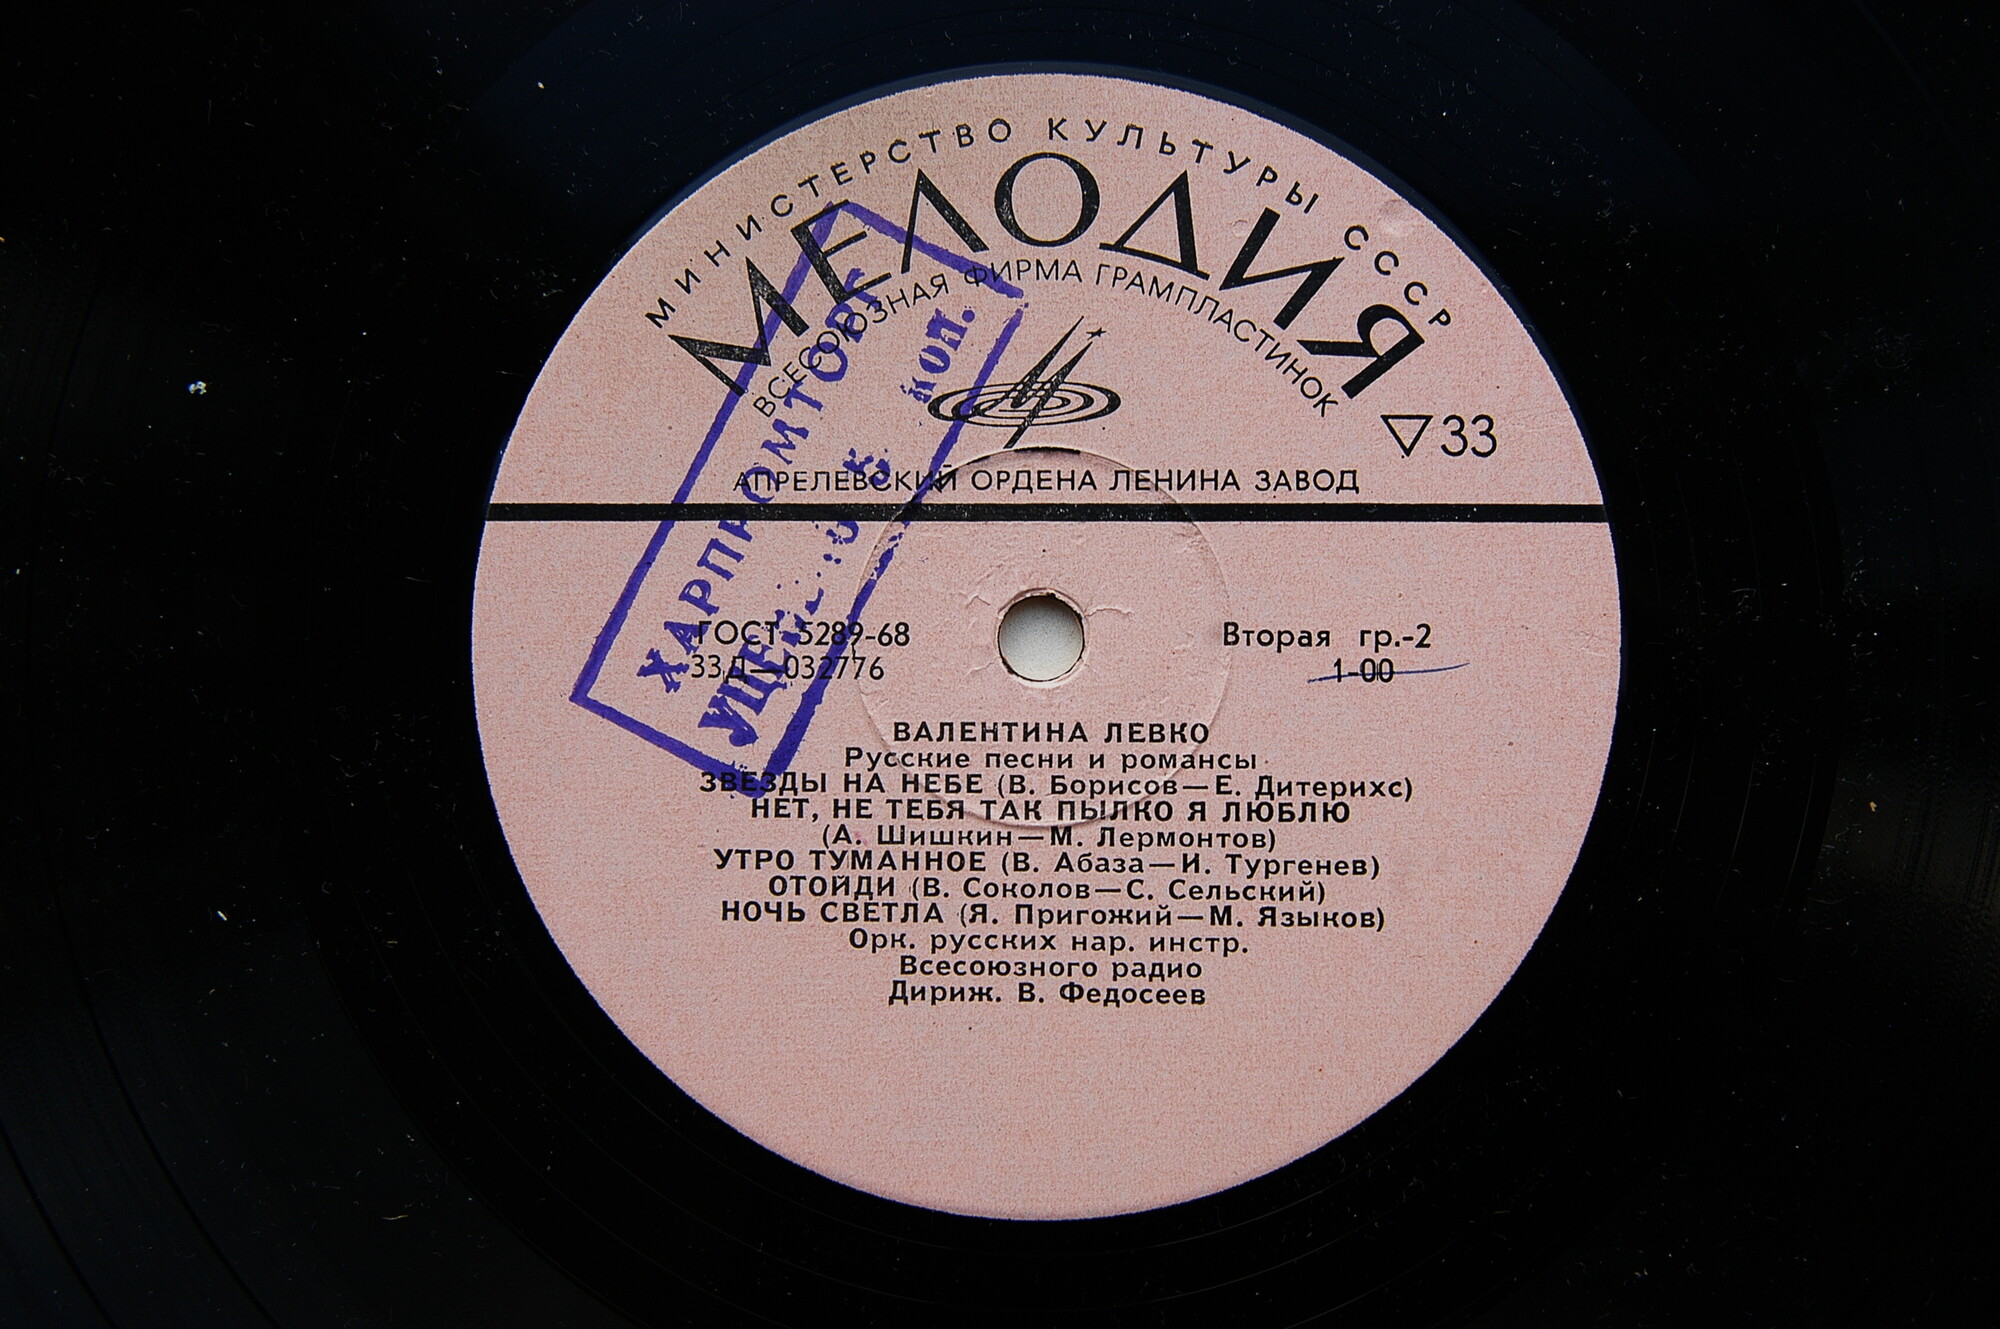 МИНИСТЕРСТВО КУЛЬТУРЫ СССР
МЕЛОДИЯ
ВСЕСОЮЗНАЯ ФИРМА ГРАМПЛАСТИНОК
▽33
АПРЕЛЕВСКИЙ ОРДЕНА ЛЕНИНА ЗАВОД
ХАРПРОМТОРГ
коп.
ГОСТ 5289-68
Вторая гр.-2
33Д—032776
1-00
ВАЛЕНТИНА ЛЕВКО
Русские песни и романсы
ЗВЕЗДЫ НА НЕБЕ (В. Борисов—Е. Дитерихс)
НЕТ, НЕ ТЕБЯ ТАК ПЫЛКО Я ЛЮБЛЮ
(А. Шишкин—М. Лермонтов)
УТРО ТУМАННОЕ (В. Абаза—И. Тургенев)
ОТОЙДИ (В. Соколов—С. Сельский)
НОЧЬ СВЕТЛА (Я. Пригожий—М. Языков)
Орк. русских нар. инстр.
Всесоюзного радио
Дириж. В. Федосеев